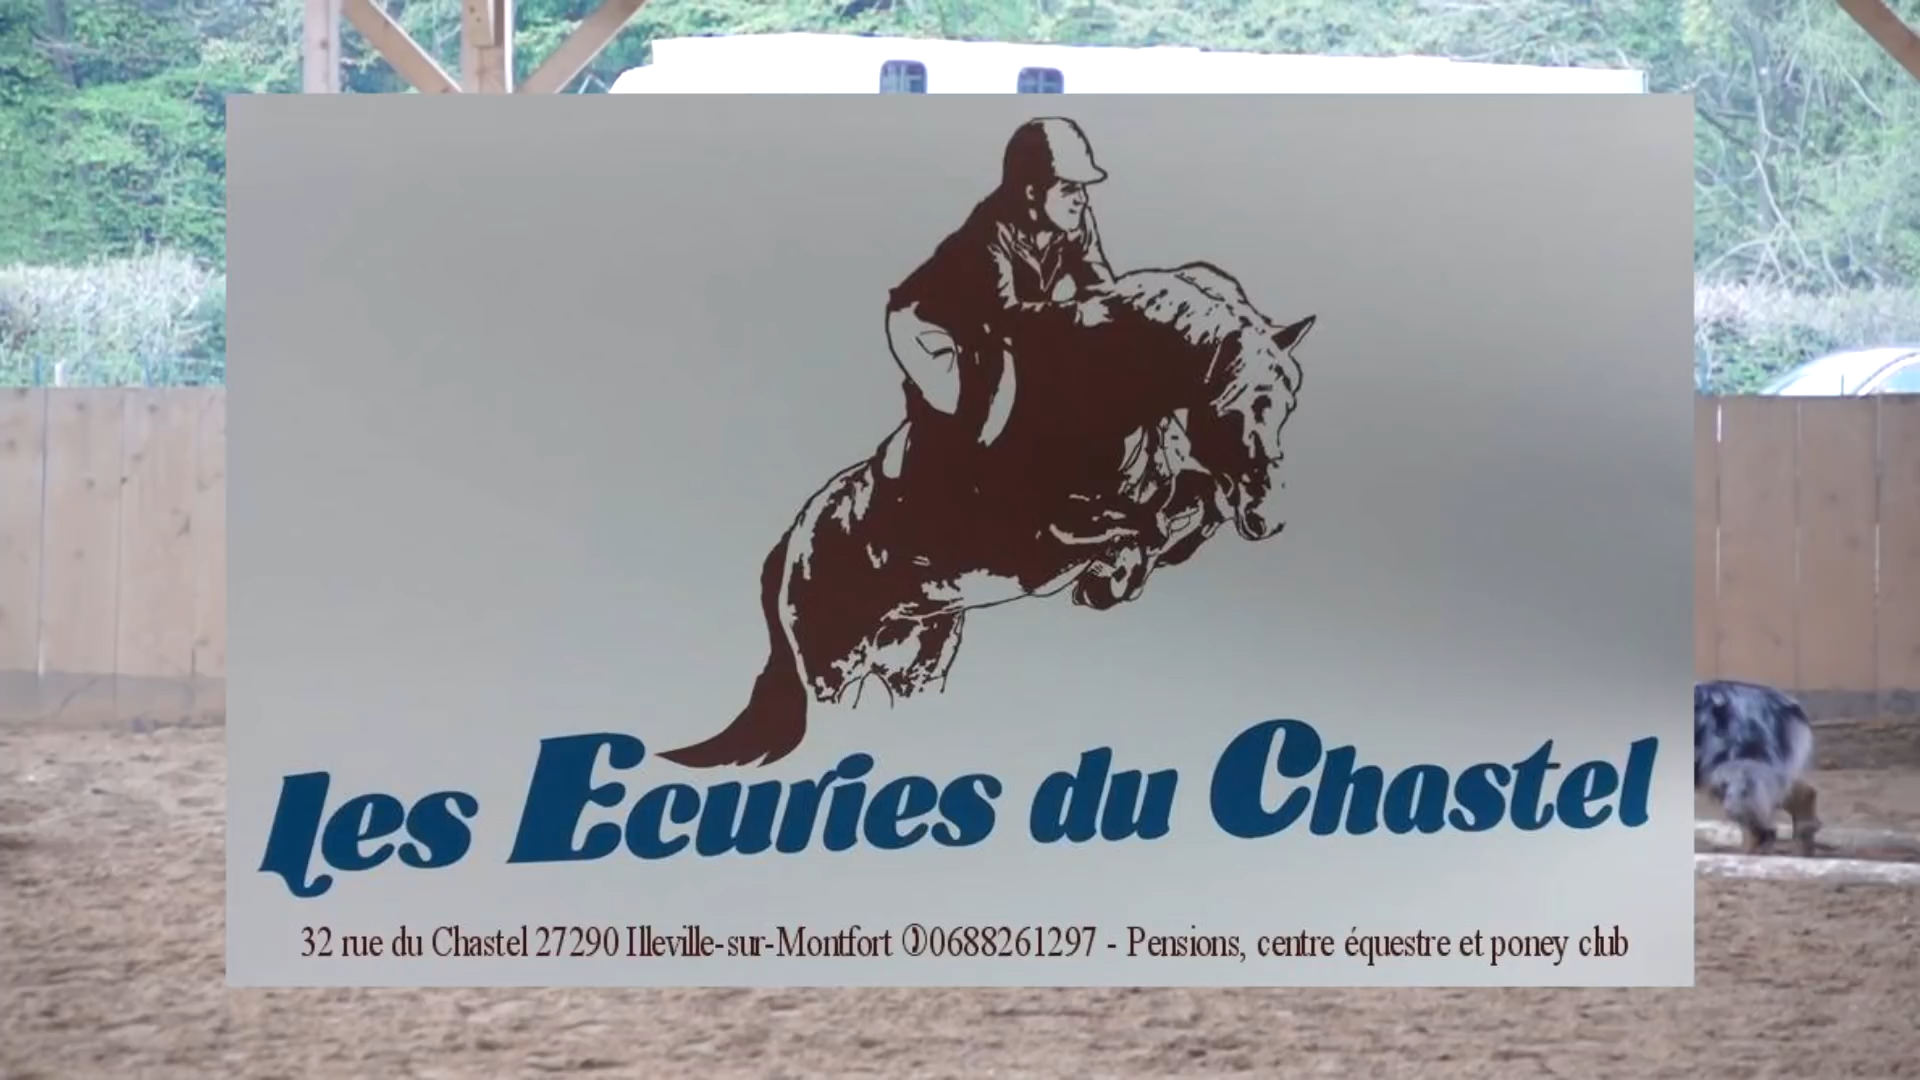 Les Ecuries du Chastel
32 rue du Chastel 27290 Illeville-sur-Montfort ✆0688261297 - Pensions, centre équestre et poney club